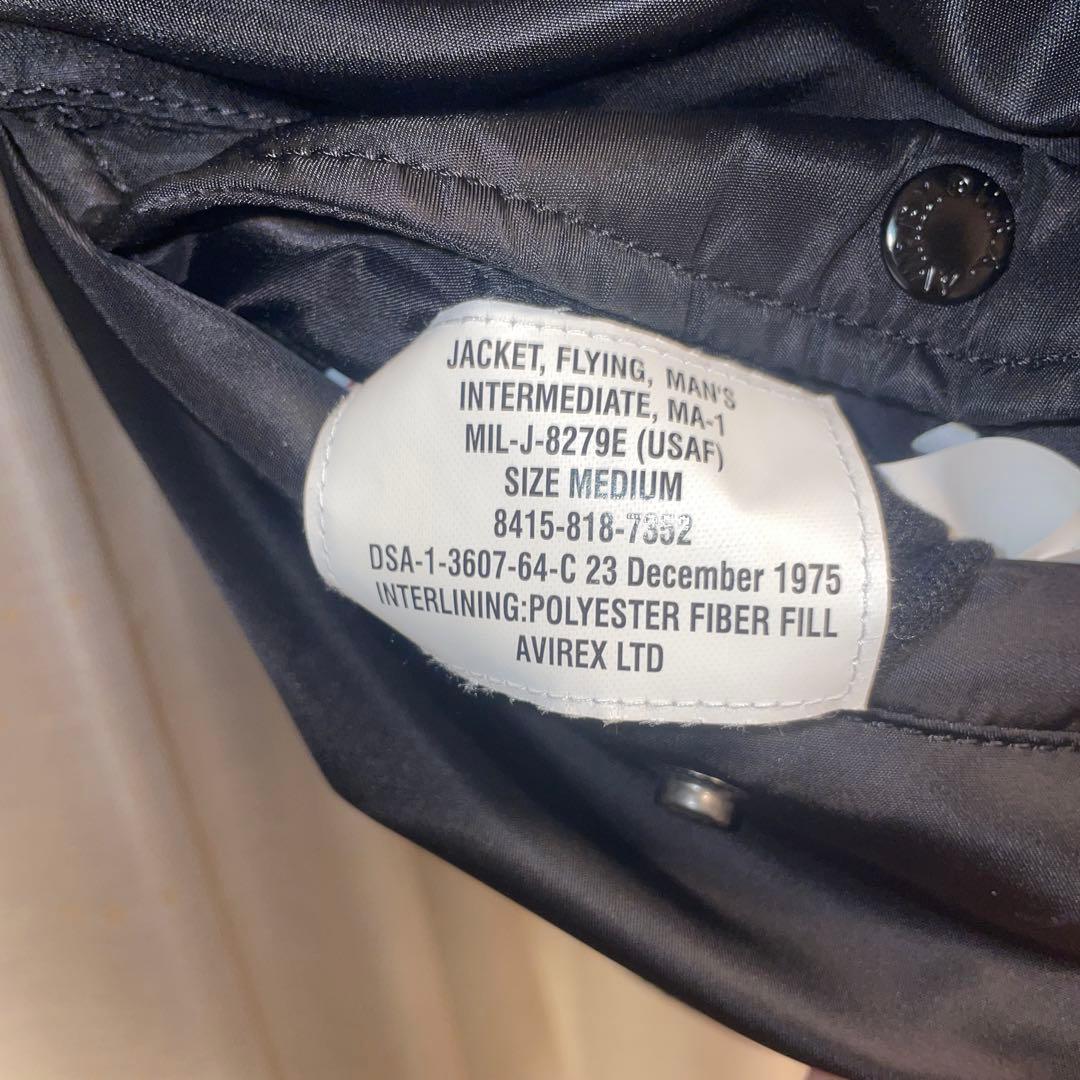 JACKET, FLYING, MAN'S
INTERMEDIATE, MA-1
MIL-J-8279E (USAF)
SIZE MEDIUM
8415-818-7352
DSA-1-3607-64-C 23 December 1975
INTERLINING:POLYESTER FIBER FILL
AVIREX LTD